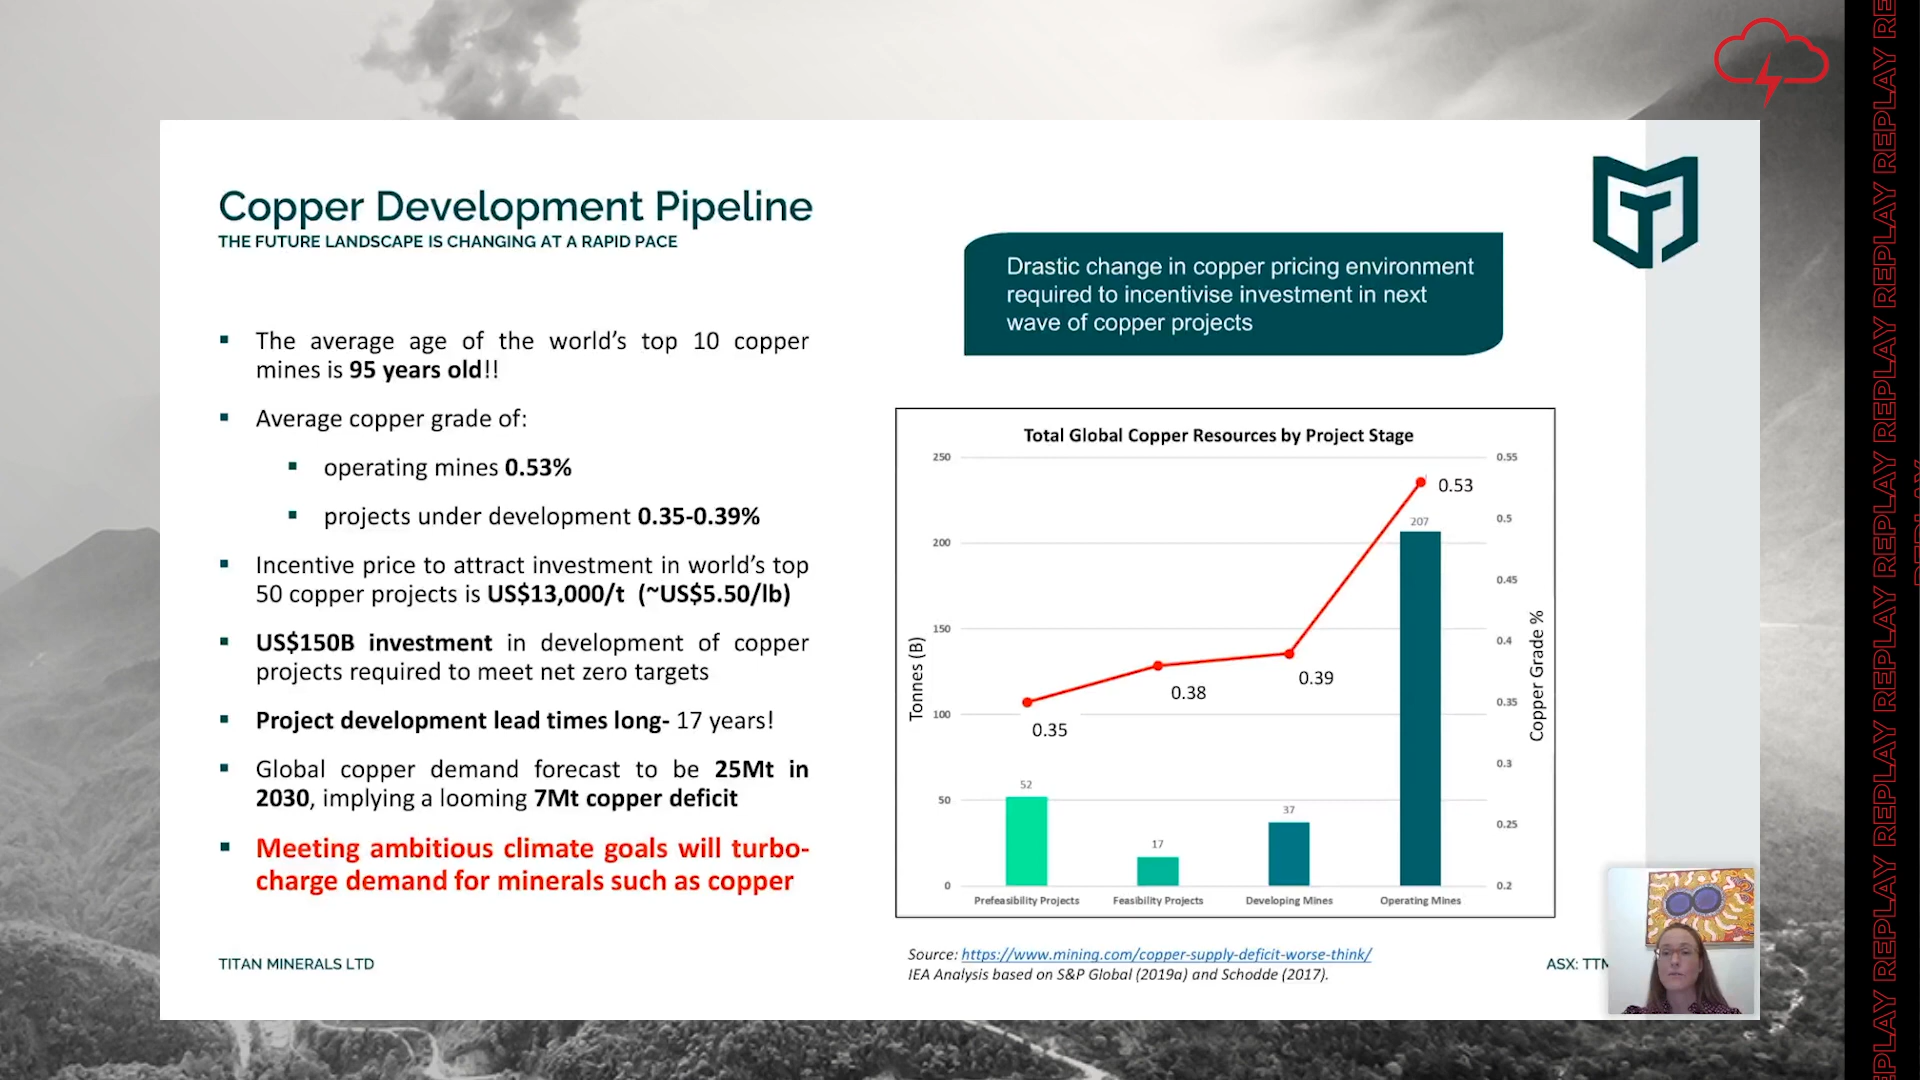 Copper Development Pipeline
THE FUTURE LANDSCAPE IS CHANGING AT A RAPID PACE
Drastic change in copper pricing environment
required to incentivise investment in next
wave of copper projects
The average age of the world's top 10 copper
mines is 95 years old!!
Average copper grade of:
operating mines 0.53%
projects under development 0.35-0.39%
Incentive price to attract investment in world's top
50 copper projects is US$13,000/t (~US$5.50/lb)
US$150B investment in development of copper
projects required to meet net zero targets
Project development lead times long- 17 years!
Global copper demand forecast to be 25Mt in
2030, implying a looming 7Mt copper deficit
Meeting ambitious climate goals will turbo-
charge demand for minerals such as copper
Total Global Copper Resources by Project Stage
Tonnes (B)
250
200
150
100
50
0
0.55
0.5
0.45
0.4
0.35
0.3
0.25
0.2
Copper Grade %
0.35
0.38
0.39
0.53
52
17
37
207
Prefeasibility Projects
Feasibility Projects
Developing Mines
Operating Mines
Source: https://www.mining.com/copper-supply-deficit-worse-think/
IEA Analysis based on S&P Global (2019a) and Schodde (2017).
TITAN MINERALS LTD
ASX: TTM
REPLAY REPLAY REPLAY REPLAY REPLAY REPLAY REPLAY